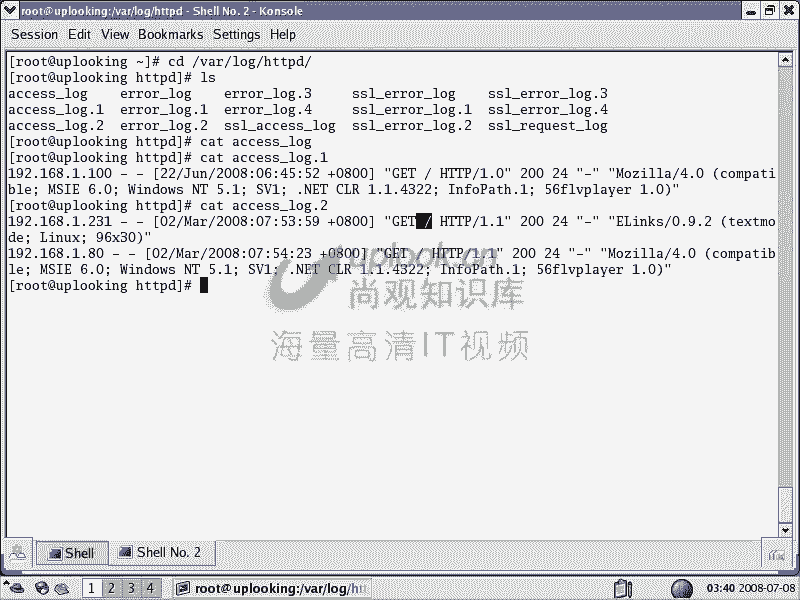 root@uplooking:/var/log/httpd - Shell No. 2 - Konsole
Session Edit View Bookmarks Settings Help
[root@uplooking ~]# cd /var/log/httpd/
[root@uplooking httpd]# ls
access_log error_log error_log.3 ssl_error_log ssl_error_log.3
access_log.1 error_log.1 error_log.4 ssl_error_log.1 ssl_error_log.4
access_log.2 error_log.2 ssl_access_log ssl_error_log.2 ssl_request_log
[root@uplooking httpd]# cat access_log
[root@uplooking httpd]# cat access_log.1
192.168.1.100 - - [22/Jun/2008:06:45:52 +0800] "GET / HTTP/1.0" 200 24 "-" "Mozilla/4.0 (compati
ble; MSIE 6.0; Windows NT 5.1; SV1; .NET CLR 1.1.4322; InfoPath.1; 56flvplayer 1.0)"
[root@uplooking httpd]# cat access_log.2
192.168.1.231 - - [02/Mar/2008:07:53:59 +0800] "GET / HTTP/1.1" 200 24 "-" "ELinks/0.9.2 (textmo
de; Linux; 96x30)"
192.168.1.80 - - [02/Mar/2008:07:54:23 +0800] "GET / HTTP/1.1" 200 24 "-" "Mozilla/4.0 (compatib
le; MSIE 6.0; Windows NT 5.1; SV1; .NET CLR 1.1.4322; InfoPath.1; 56flvplayer 1.0)"
[root@uplooking httpd]#
uplook.cn
尚观知识库
海量高清IT视频
Shell Shell No. 2
1 2 3 4 root@uplooking:/var/log/ht 03:40 2008-07-08